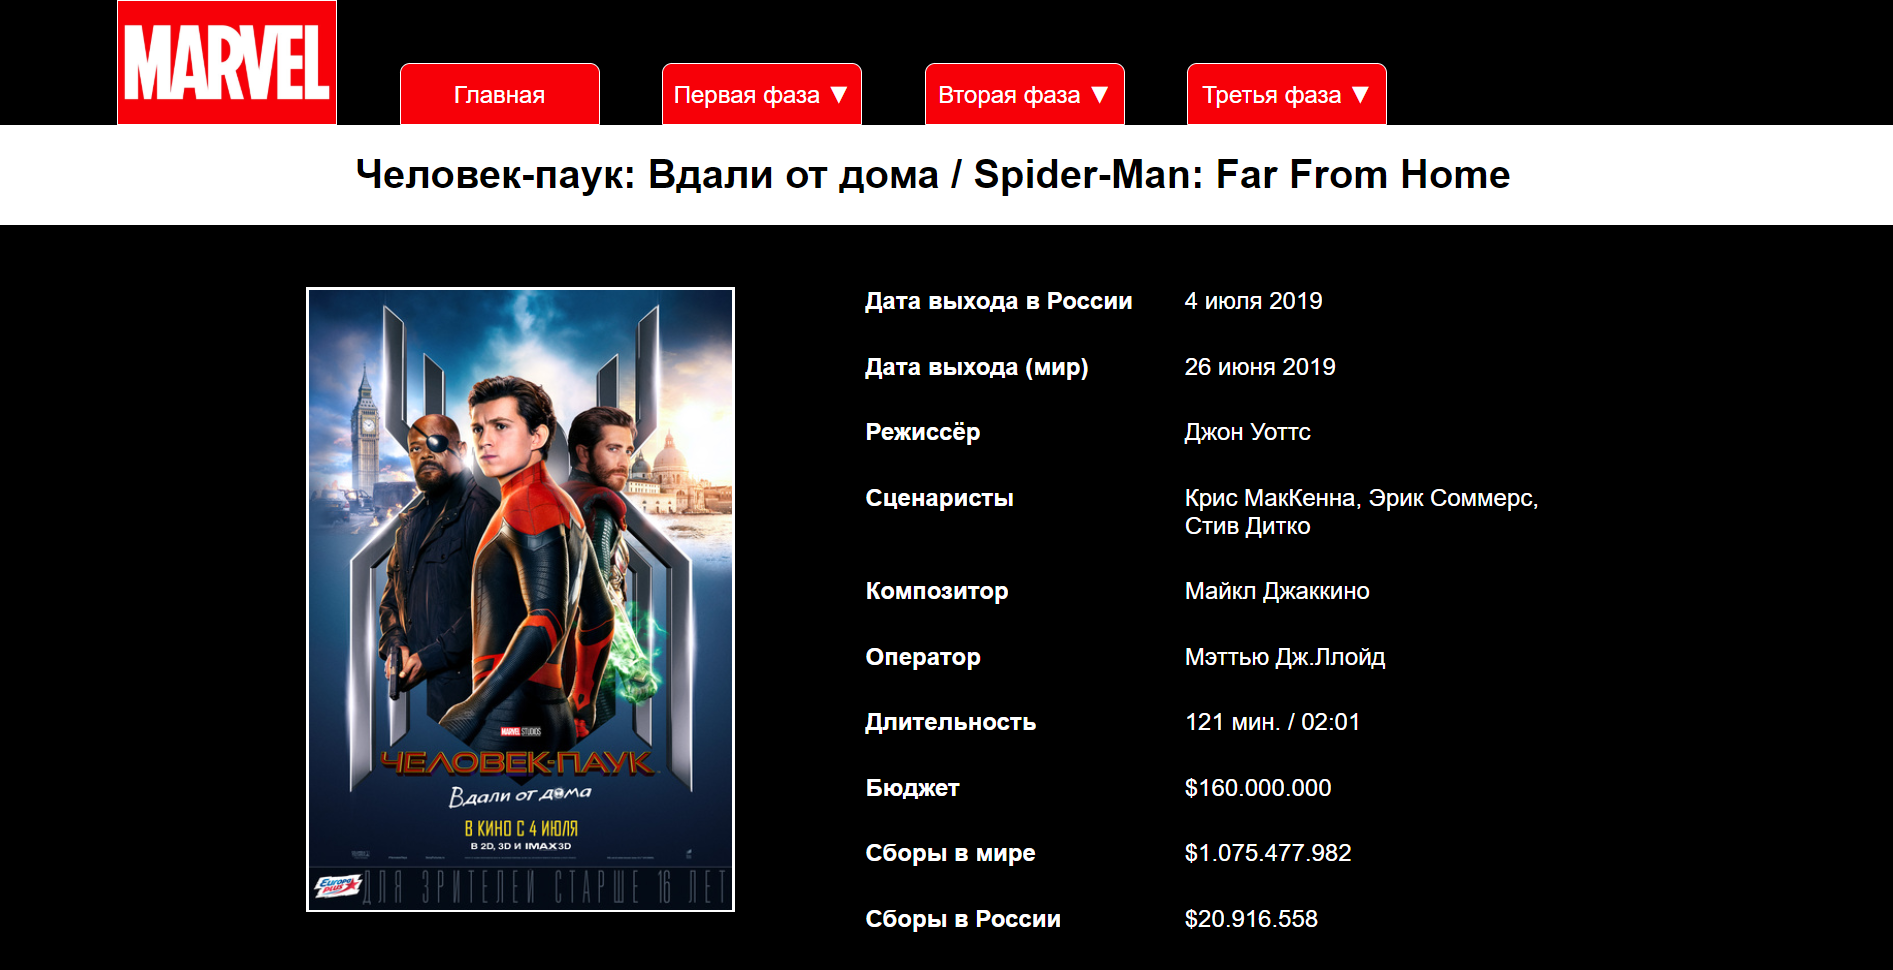 MARVEL
Главная
Первая фаза ▼
Вторая фаза ▼
Третья фаза ▼
Человек-паук: Вдали от дома / Spider-Man: Far From Home
MARVEL STUDIOS
ЧЕЛОВЕК-ПАУК
Вдали от дома
В КИНО С 4 ИЮЛЯ
В 2D, 3D И IMAX 3D
Европа
плюс
ДЛЯ ЗРИТЕЛЕЙ СТАРШЕ 16 ЛЕТ
Дата выхода в России 4 июля 2019
Дата выхода (мир) 26 июня 2019
Режиссёр Джон Уоттс
Сценаристы Крис МакКенна, Эрик Соммерс,
Стив Дитко
Композитор Майкл Джаккино
Оператор Мэттью Дж.Ллойд
Длительность 121 мин. / 02:01
Бюджет $160.000.000
Сборы в мире $1.075.477.982
Сборы в России $20.916.558